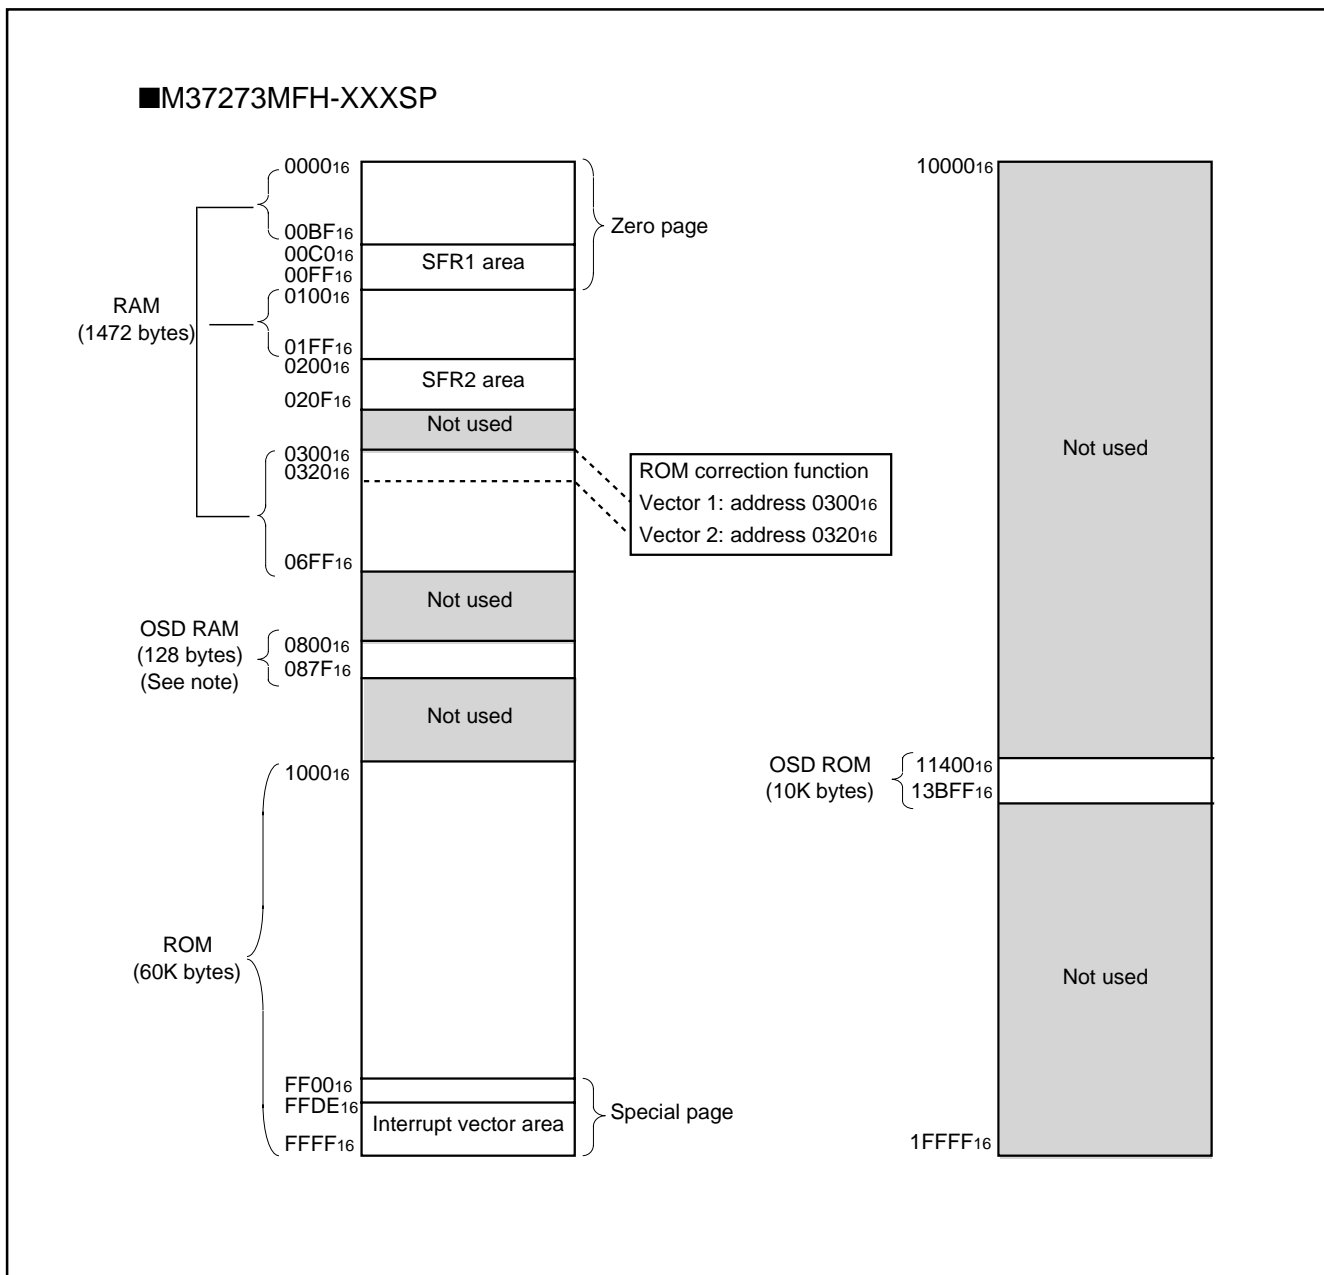 ■M37273MFH-XXXSP
000016
00BF16
00C016
00FF16
010016
01FF16
020016
020F16
030016
032016
06FF16
080016
087F16
100016
FF0016
FFDE16
FFFF16
RAM
(1472 bytes)
OSD RAM
(128 bytes)
(See note)
ROM
(60K bytes)
SFR1 area
SFR2 area
Not used
Not used
Not used
Interrupt vector area
Zero page
ROM correction function
Vector 1: address 030016
Vector 2: address 032016
Special page
1000016
Not used
OSD ROM
(10K bytes)
1140016
13BFF16
Not used
1FFFF16